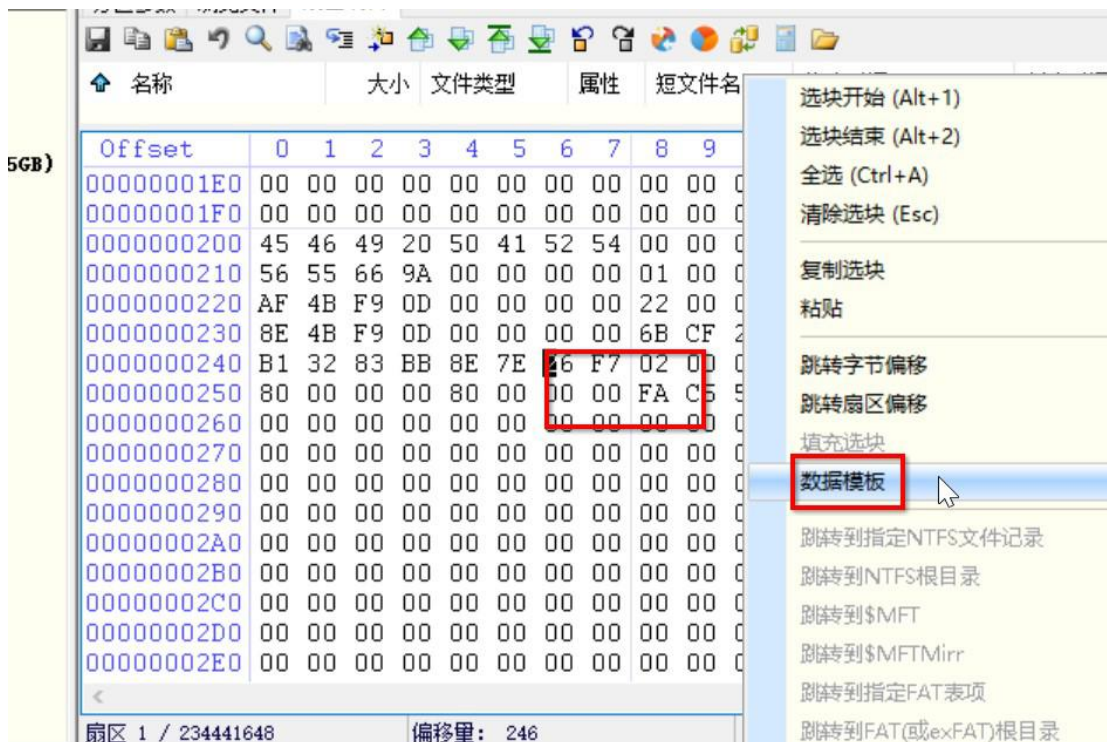 5GB)
名称 大小 文件类型 属性 短文件名
Offset 0 1 2 3 4 5 6 7 8 9
00000001E0 00 00 00 00 00 00 00 00 00 00
00000001F0 00 00 00 00 00 00 00 00 00 00
0000000200 45 46 49 20 50 41 52 54 00 00
0000000210 56 55 66 9A 00 00 00 00 01 00
0000000220 AF 4B F9 0D 00 00 00 00 22 00
0000000230 8E 4B F9 0D 00 00 00 00 6B CF 2
0000000240 B1 32 83 BB 8E 7E 26 F7 02 00
0000000250 80 00 00 00 80 00 00 00 FA C5 5
0000000260 00 00 00 00 00 00 00 00 00 00
0000000270 00 00 00 00 00 00 00 00 00 00
0000000280 00 00 00 00 00 00 00 00 00 00
0000000290 00 00 00 00 00 00 00 00 00 00
00000002A0 00 00 00 00 00 00 00 00 00 00
00000002B0 00 00 00 00 00 00 00 00 00 00
00000002C0 00 00 00 00 00 00 00 00 00 00
00000002D0 00 00 00 00 00 00 00 00 00 00
00000002E0 00 00 00 00 00 00 00 00 00 00
扇区 1 / 234441648 偏移量: 246
选块开始 (Alt+1)
选块结束 (Alt+2)
全选 (Ctrl+A)
清除选块 (Esc)
复制选块
粘贴
跳转字节偏移
跳转扇区偏移
填充选块
数据模板
跳转到指定NTFS文件记录
跳转到NTFS根目录
跳转到$MFT
跳转到$MFTMirr
跳转到指定FAT表项
跳转到FAT(或exFAT)根目录